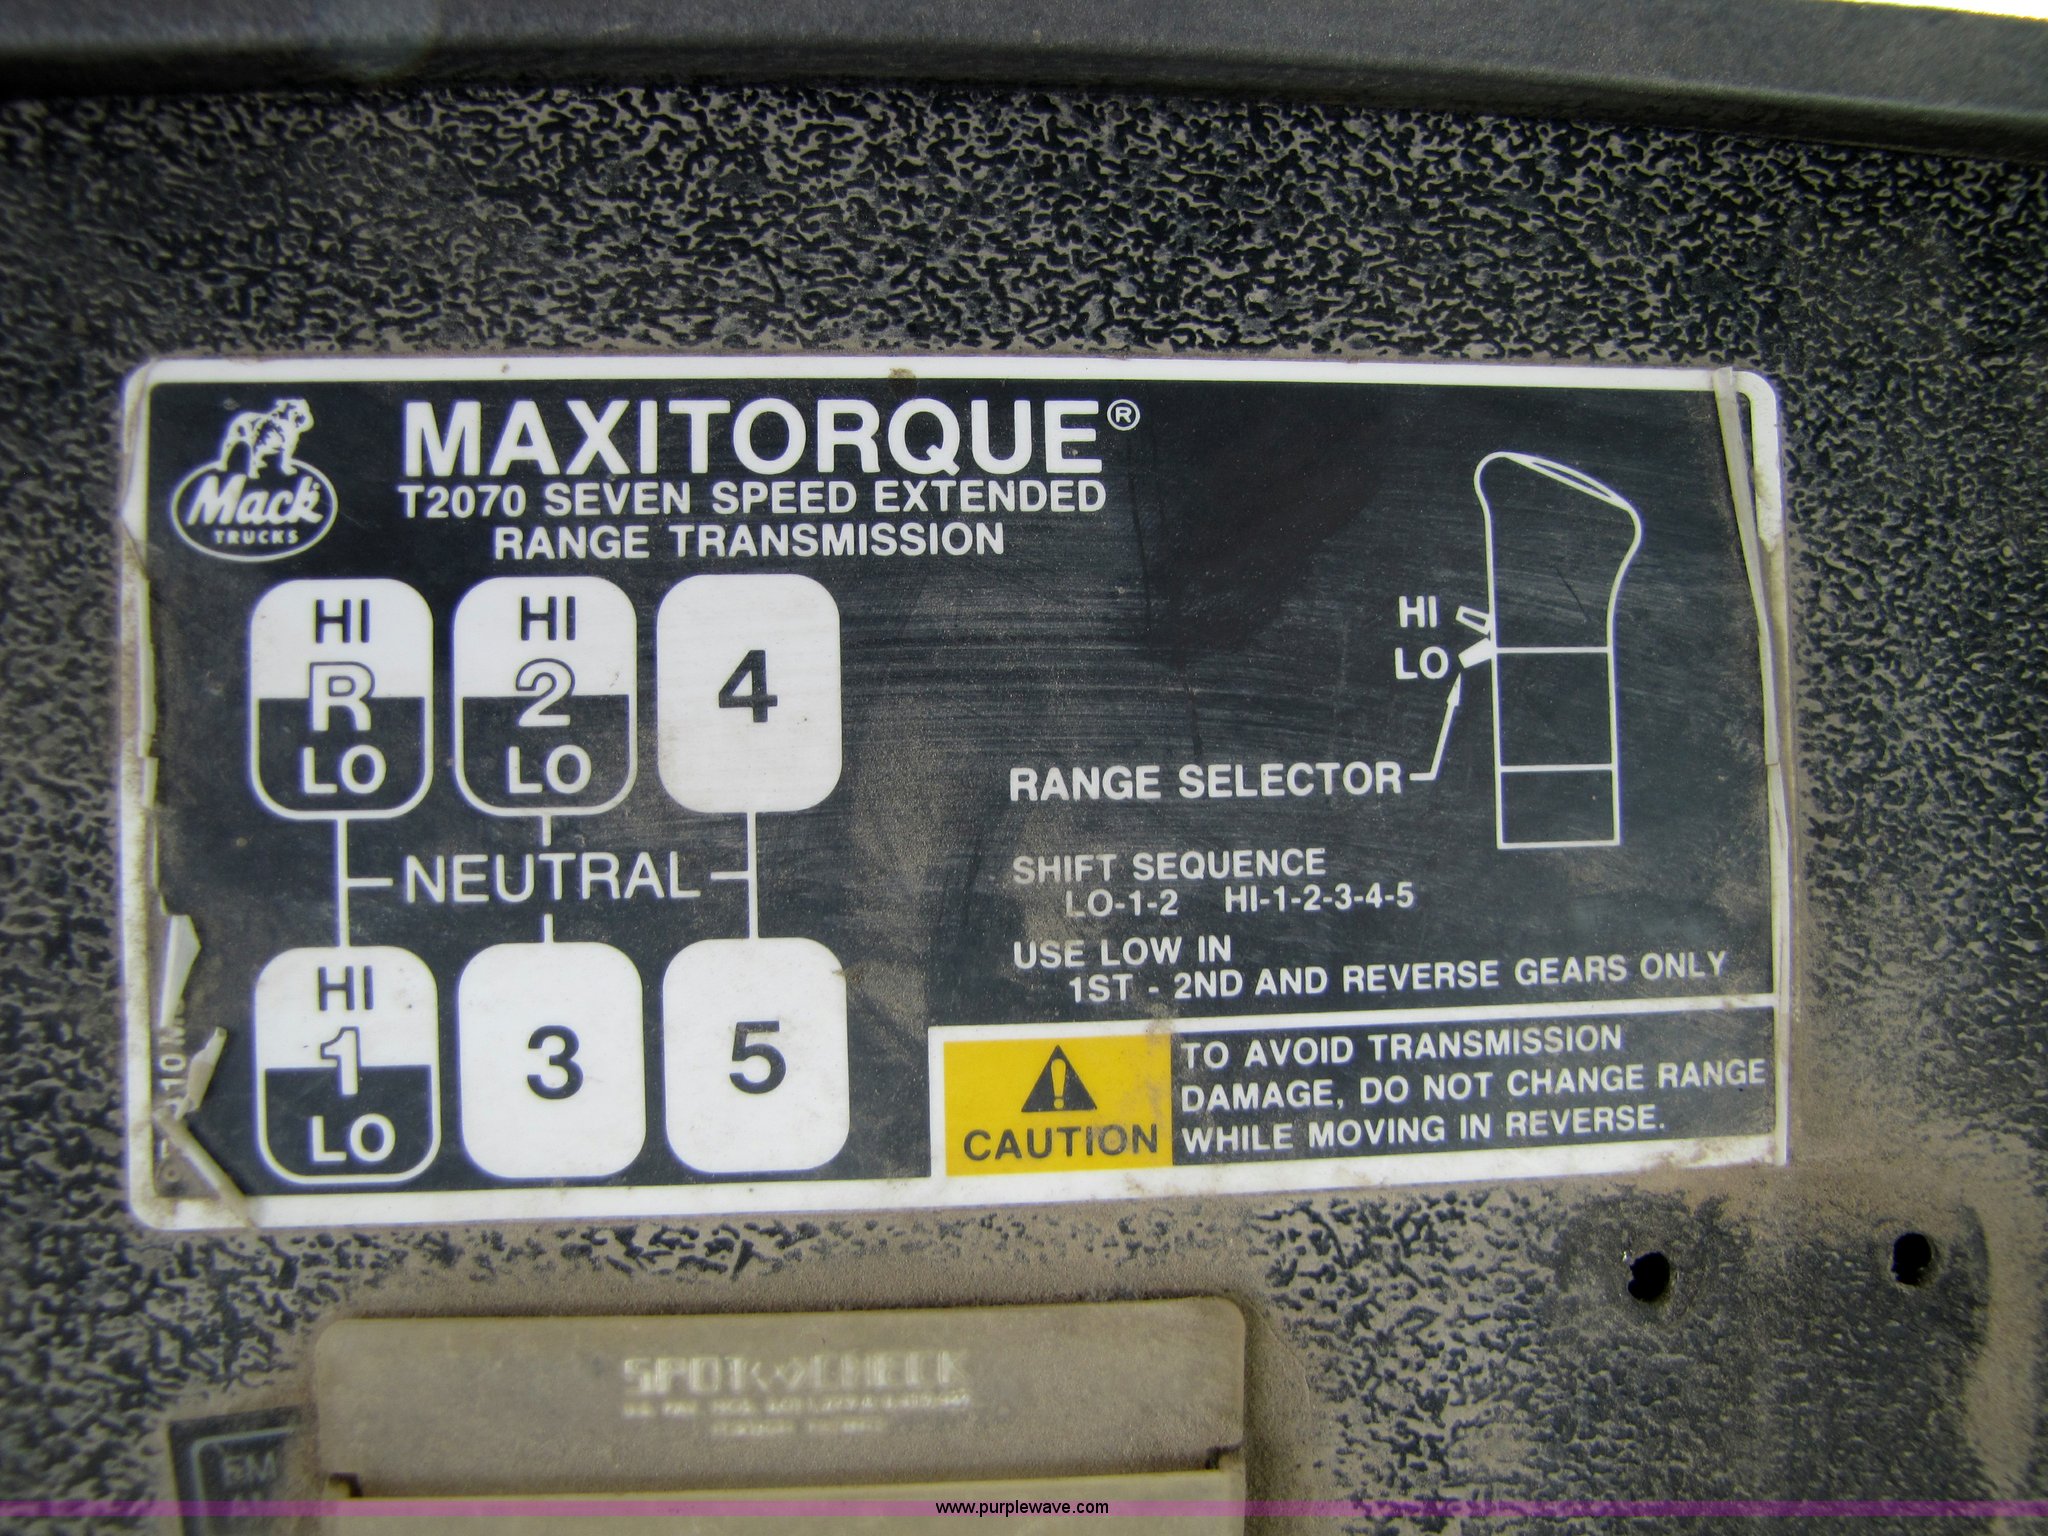 Mack
TRUCKS
MAXITORQUE®
T2070 SEVEN SPEED EXTENDED
RANGE TRANSMISSION
HI
R
LO
HI
2
LO
4
NEUTRAL
HI
1
LO
3
5
HI
LO
RANGE SELECTOR
SHIFT SEQUENCE
LO-1-2 HI-1-2-3-4-5
USE LOW IN
1ST - 2ND AND REVERSE GEARS ONLY
CAUTION
TO AVOID TRANSMISSION
DAMAGE, DO NOT CHANGE RANGE
WHILE MOVING IN REVERSE.
SPOT CHECK
www.purplewave.com